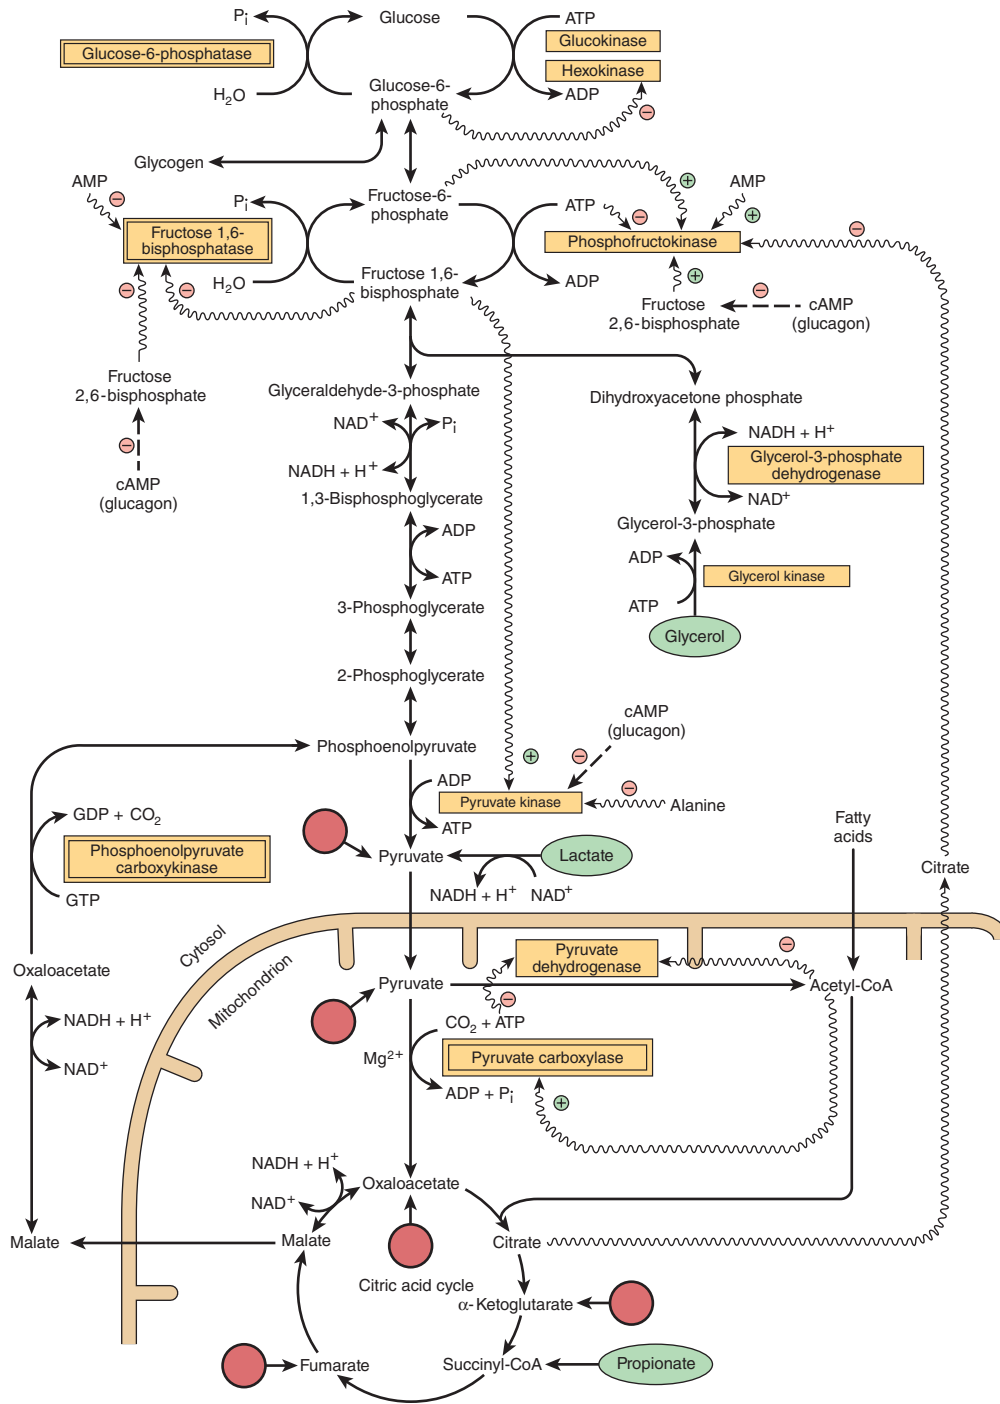 Pi
Glucose
ATP
Glucose-6-phosphatase
Glucokinase
Hexokinase
H2O
Glucose-6-
phosphate
ADP
−
Glycogen
AMP
−
Pi
Fructose-6-
phosphate
+
ATP
−
AMP
+
−
Fructose 1,6-
bisphosphatase
Phosphofructokinase
−
−
H2O
Fructose 1,6-
bisphosphate
ADP
+
−
Fructose
2,6-bisphosphate
cAMP
(glucagon)
Fructose
2,6-bisphosphate
Glyceraldehyde-3-phosphate
Dihydroxyacetone phosphate
−
NAD+
Pi
NADH + H+
Glycerol-3-phosphate
dehydrogenase
cAMP
(glucagon)
NADH + H+
NAD+
1,3-Bisphosphoglycerate
Glycerol-3-phosphate
ADP
ATP
ADP
Glycerol kinase
ATP
3-Phosphoglycerate
Glycerol
2-Phosphoglycerate
cAMP
(glucagon)
Phosphoenolpyruvate
+
−
ADP
−
Pyruvate kinase
Alanine
GDP + CO2
ATP
Fatty
acids
Phosphoenolpyruvate
carboxykinase
Pyruvate
Lactate
Citrate
GTP
NADH + H+
NAD+
Cytosol
Mitochondrion
Pyruvate
dehydrogenase
−
Oxaloacetate
Pyruvate
−
Acetyl-CoA
NADH + H+
CO2 + ATP
Mg2+
Pyruvate carboxylase
NAD+
ADP + Pi
+
NADH + H+
Oxaloacetate
NAD+
Malate
Malate
Citrate
Citric acid cycle
α-Ketoglutarate
Fumarate
Succinyl-CoA
Propionate